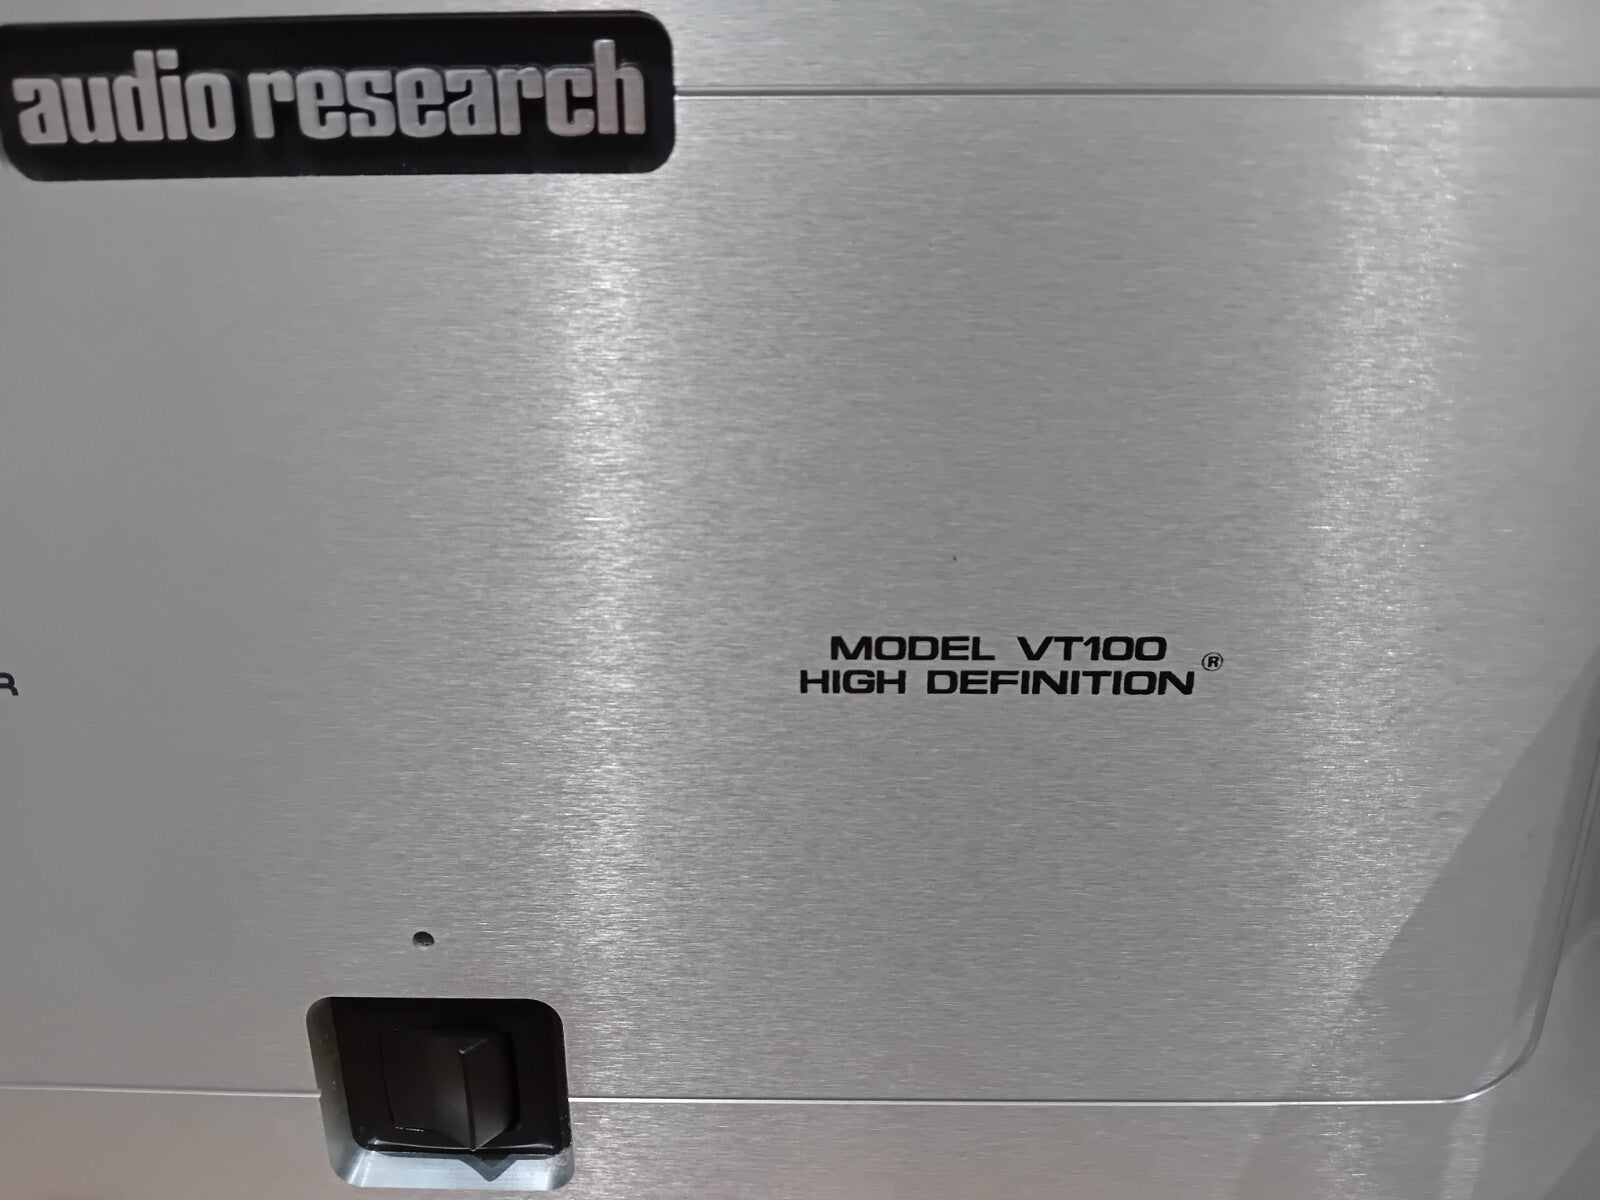 audio research
MODEL VT100
HIGH DEFINITION®
R